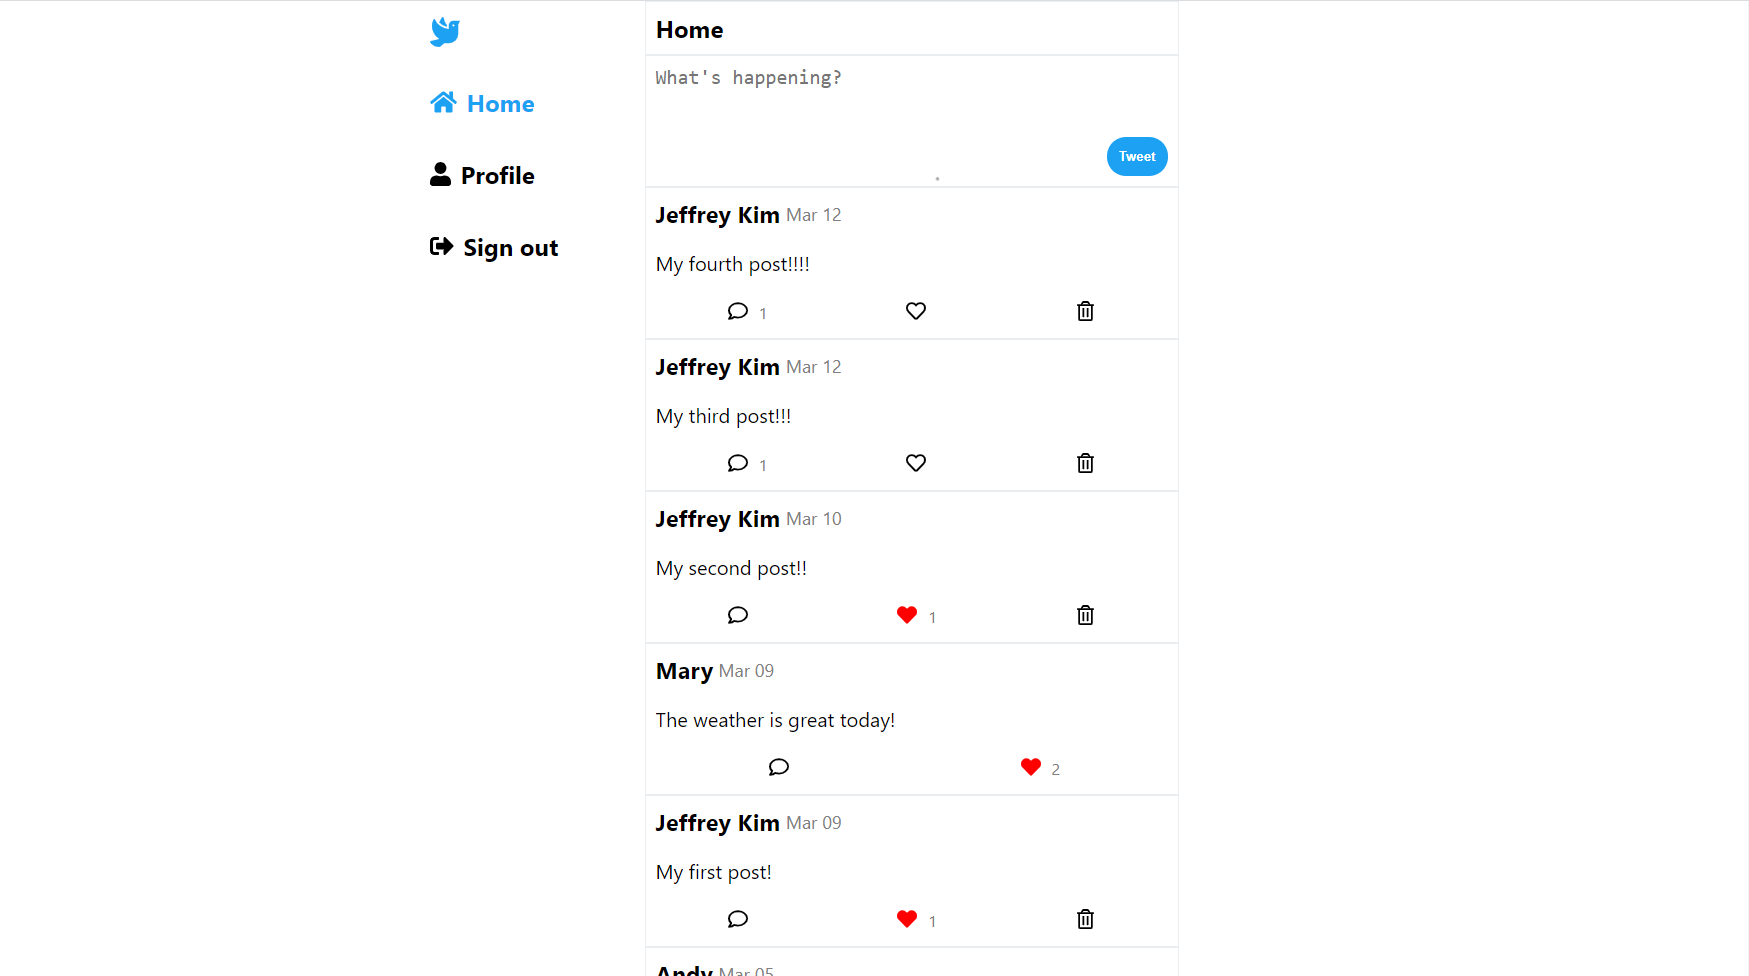 Home
Profile
Sign out
Home
What's happening?
Tweet
Jeffrey Kim Mar 12
My fourth post!!!!
1
Jeffrey Kim Mar 12
My third post!!!
1
Jeffrey Kim Mar 10
My second post!!
1
Mary Mar 09
The weather is great today!
2
Jeffrey Kim Mar 09
My first post!
1
Andy Mar 05